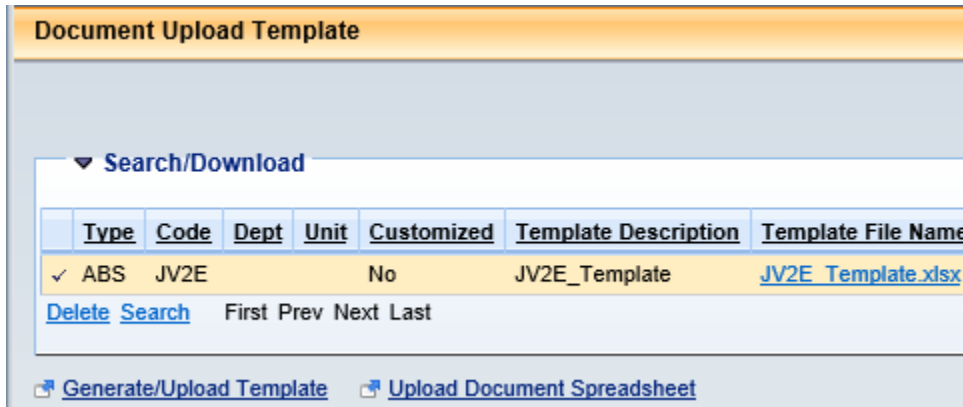 Document Upload Template
Search/Download
Type Code Dept Unit Customized Template Description Template File Name
ABS JV2E No JV2E_Template JV2E_Template.xlsx
Delete Search First Prev Next Last
Generate/Upload Template Upload Document Spreadsheet